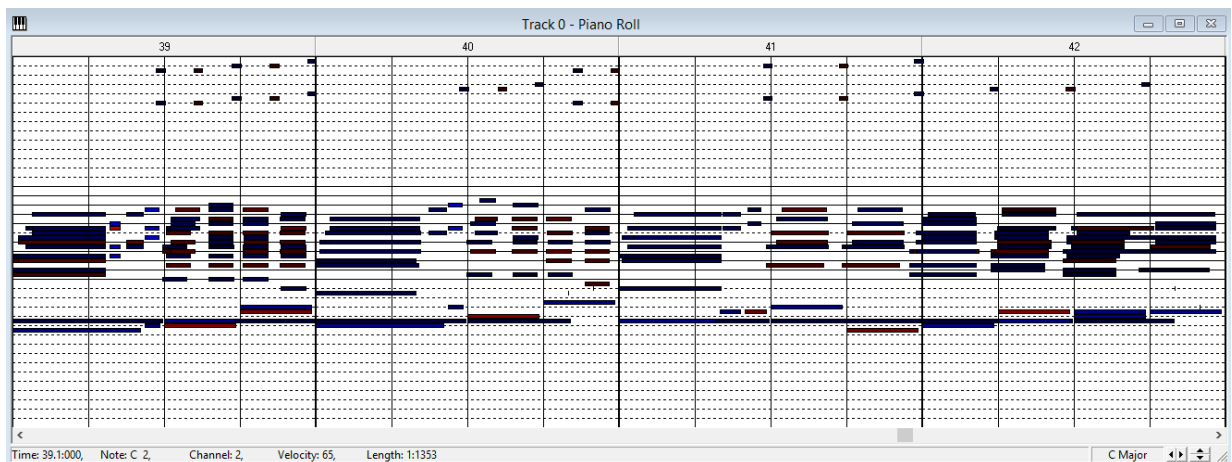 Track 0 - Piano Roll
39 40 41 42
Time: 39.1:000, Note: C 2, Channel: 2, Velocity: 65, Length: 1:1353 C Major